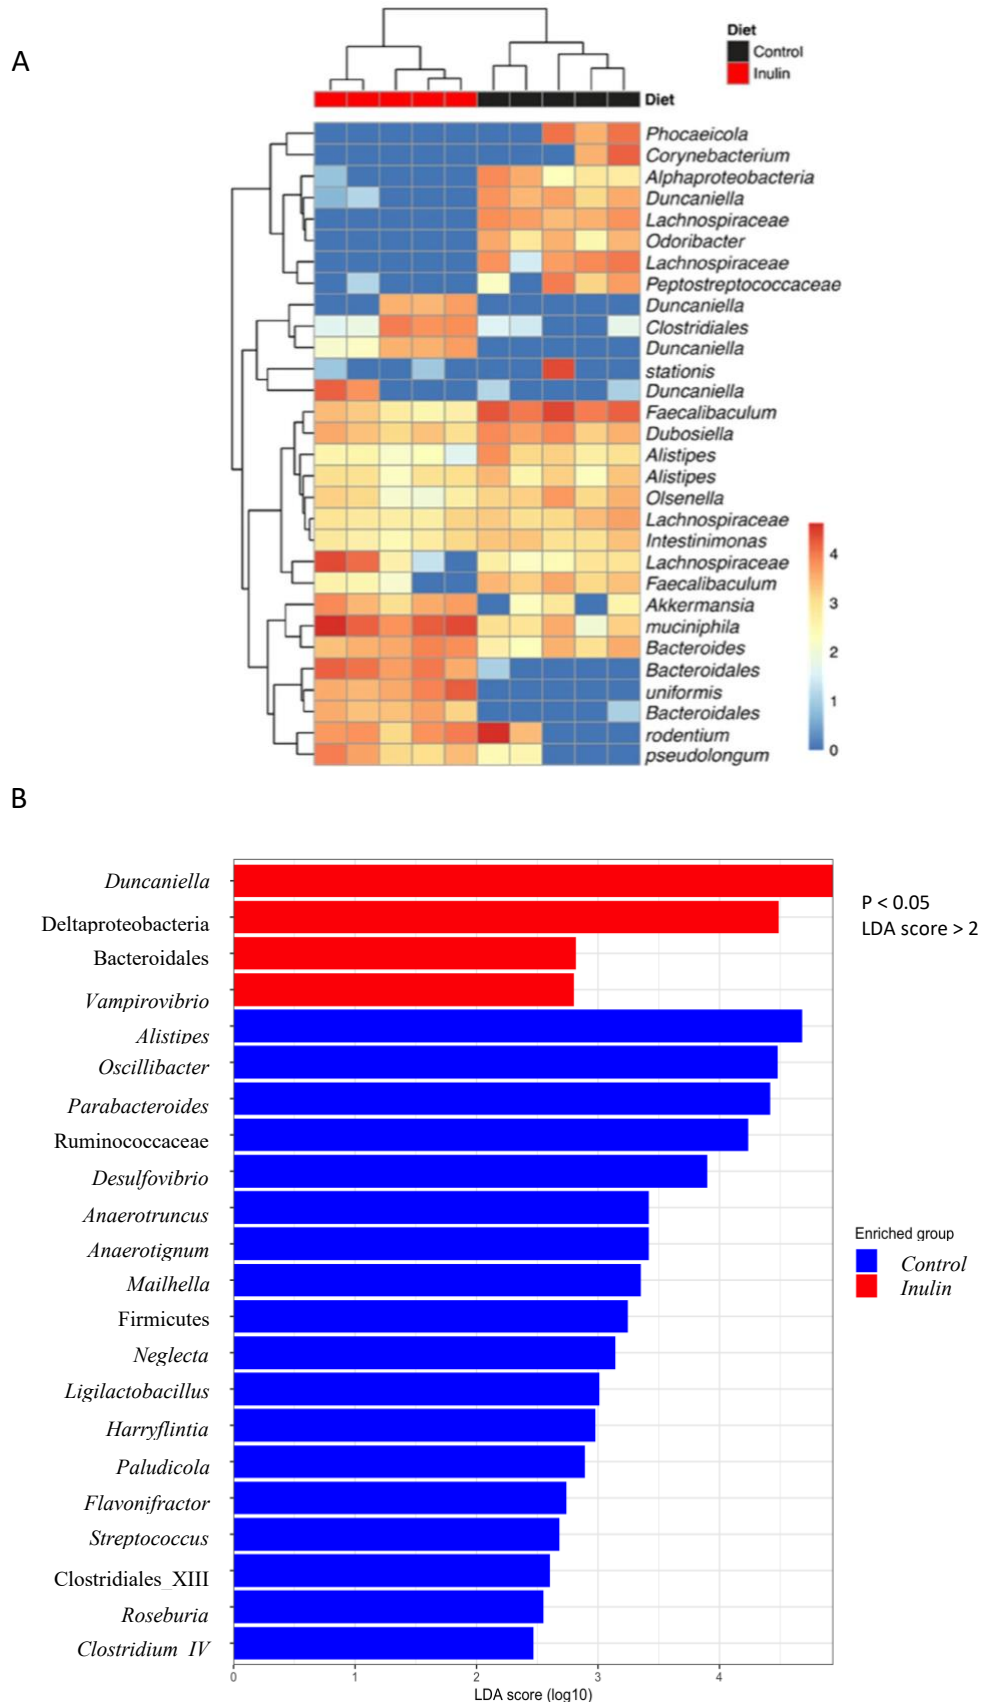 A
Diet
Control
Inulin
Diet
Phocaeicola
Corynebacterium
Alphaproteobacteria
Duncaniella
Lachnospiraceae
Odoribacter
Lachnospiraceae
Peptostreptococcaceae
Duncaniella
Clostridiales
Duncaniella
stationis
Duncaniella
Faecalibaculum
Dubosiella
Alistipes
Alistipes
Olsenella
Lachnospiraceae
Intestinimonas
Lachnospiraceae
Faecalibaculum
Akkermansia
muciniphila
Bacteroides
Bacteroidales
uniformis
Bacteroidales
rodentium
pseudolongum
4
3
2
1
0
B
Duncaniella
Deltaproteobacteria
Bacteroidales
Vampirovibrio
Alistipes
Oscillibacter
Parabacteroides
Ruminococcaceae
Desulfovibrio
Anaerotruncus
Anaerotignum
Mailhella
Firmicutes
Neglecta
Ligilactobacillus
Harryflintia
Paludicola
Flavonifractor
Streptococcus
Clostridiales_XIII
Roseburia
Clostridium IV
P < 0.05
LDA score > 2
Enriched group
Control
Inulin
0 1 2 3 4
LDA score (log10)